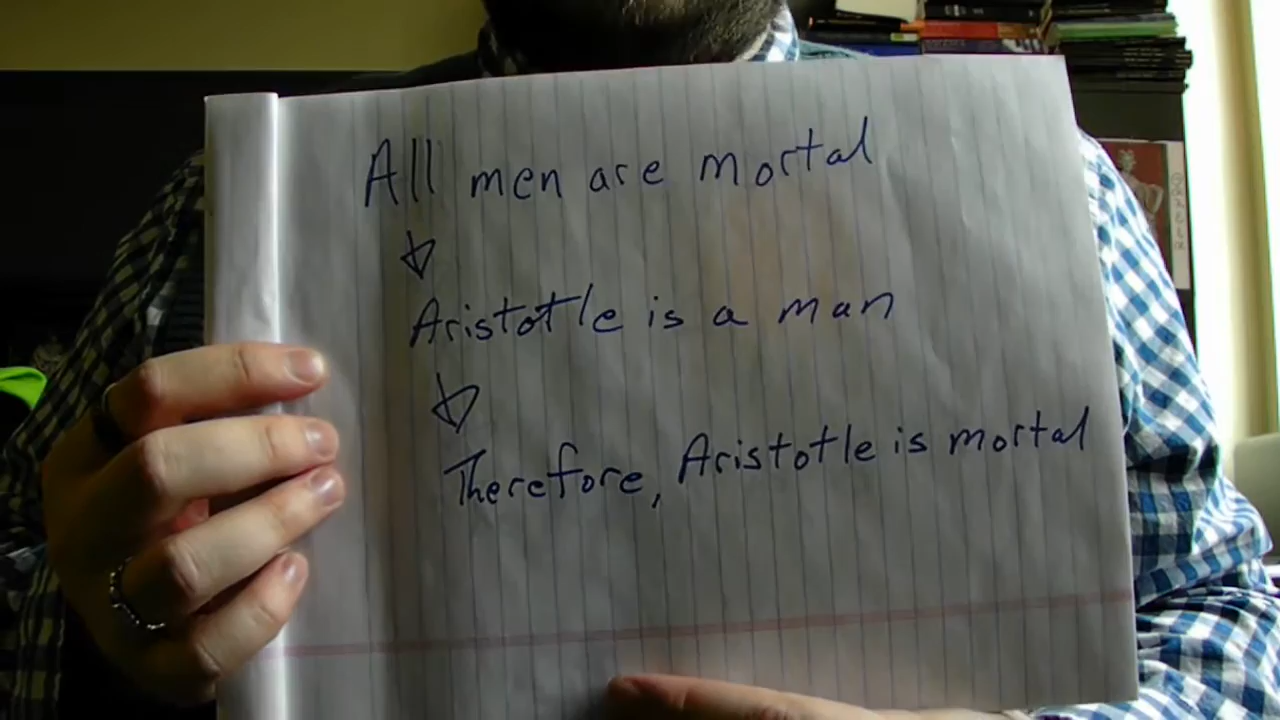 All men are mortal
Aristotle is a man
Therefore, Aristotle is mortal